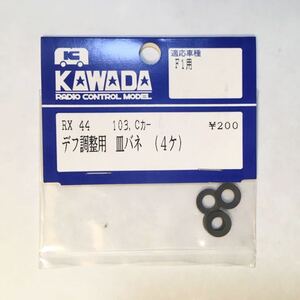 KAWADA
RADIO CONTROL MODEL
適応車種
F1用
RX 44 103,Cカー ¥200
デフ調整用 皿バネ (4ケ)